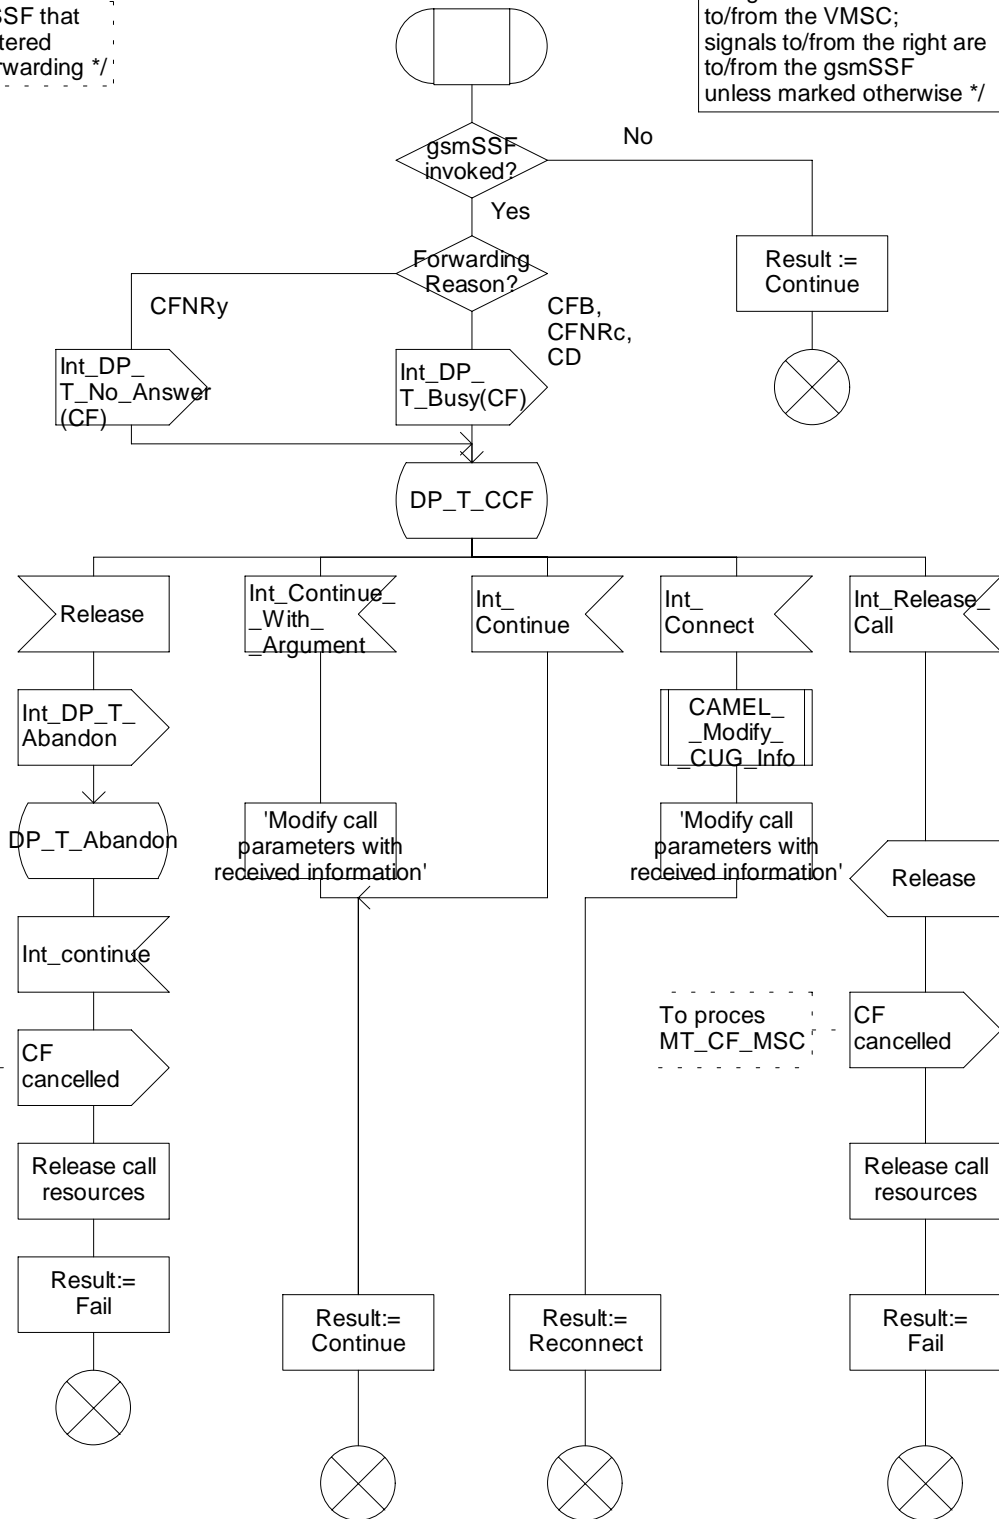 SSF that
tered
rwarding */
to/from the VMSC;
signals to/from the right are
to/from the gsmSSF
unless marked otherwise */
gsmSSF
invoked?
No
Yes
Forwarding
Reason?
Result :=
Continue
CFNRy
CFB,
CFNRc,
CD
Int_DP_
T_No_Answer
(CF)
Int_DP_
T_Busy(CF)
DP_T_CCF
Release
Int_Continue_
_With_
_Argument
Int_
Continue
Int_
Connect
Int_Release_
Call
Int_DP_T_
Abandon
CAMEL_
_Modify_
_CUG_Info
DP_T_Abandon
'Modify call
parameters with
received information'
'Modify call
parameters with
received information'
Release
Int_continue
To proces
MT_CF_MSC
CF
cancelled
CF
cancelled
Release call
resources
Release call
resources
Result:=
Fail
Result:=
Continue
Result:=
Reconnect
Result:=
Fail